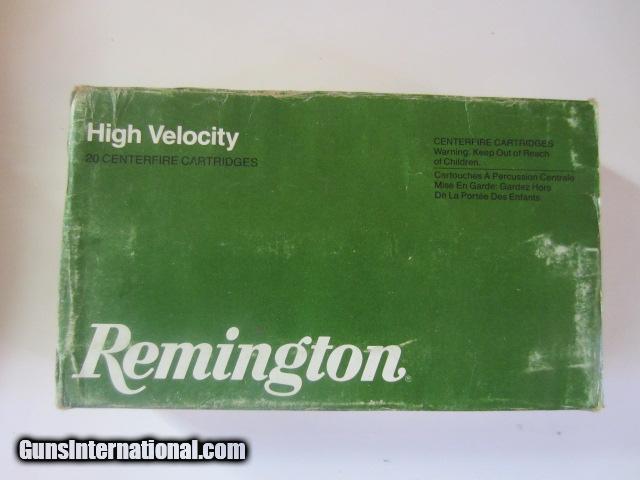 High Velocity
20 CENTERFIRE CARTRIDGES
CENTERFIRE CARTRIDGES
Warning: Keep Out of Reach
of Children.
Cartouches À Percussion Centrale
Mise En Garde: Gardez Hors
De La Portée Des Enfants
Remington®
GunsInternational.com